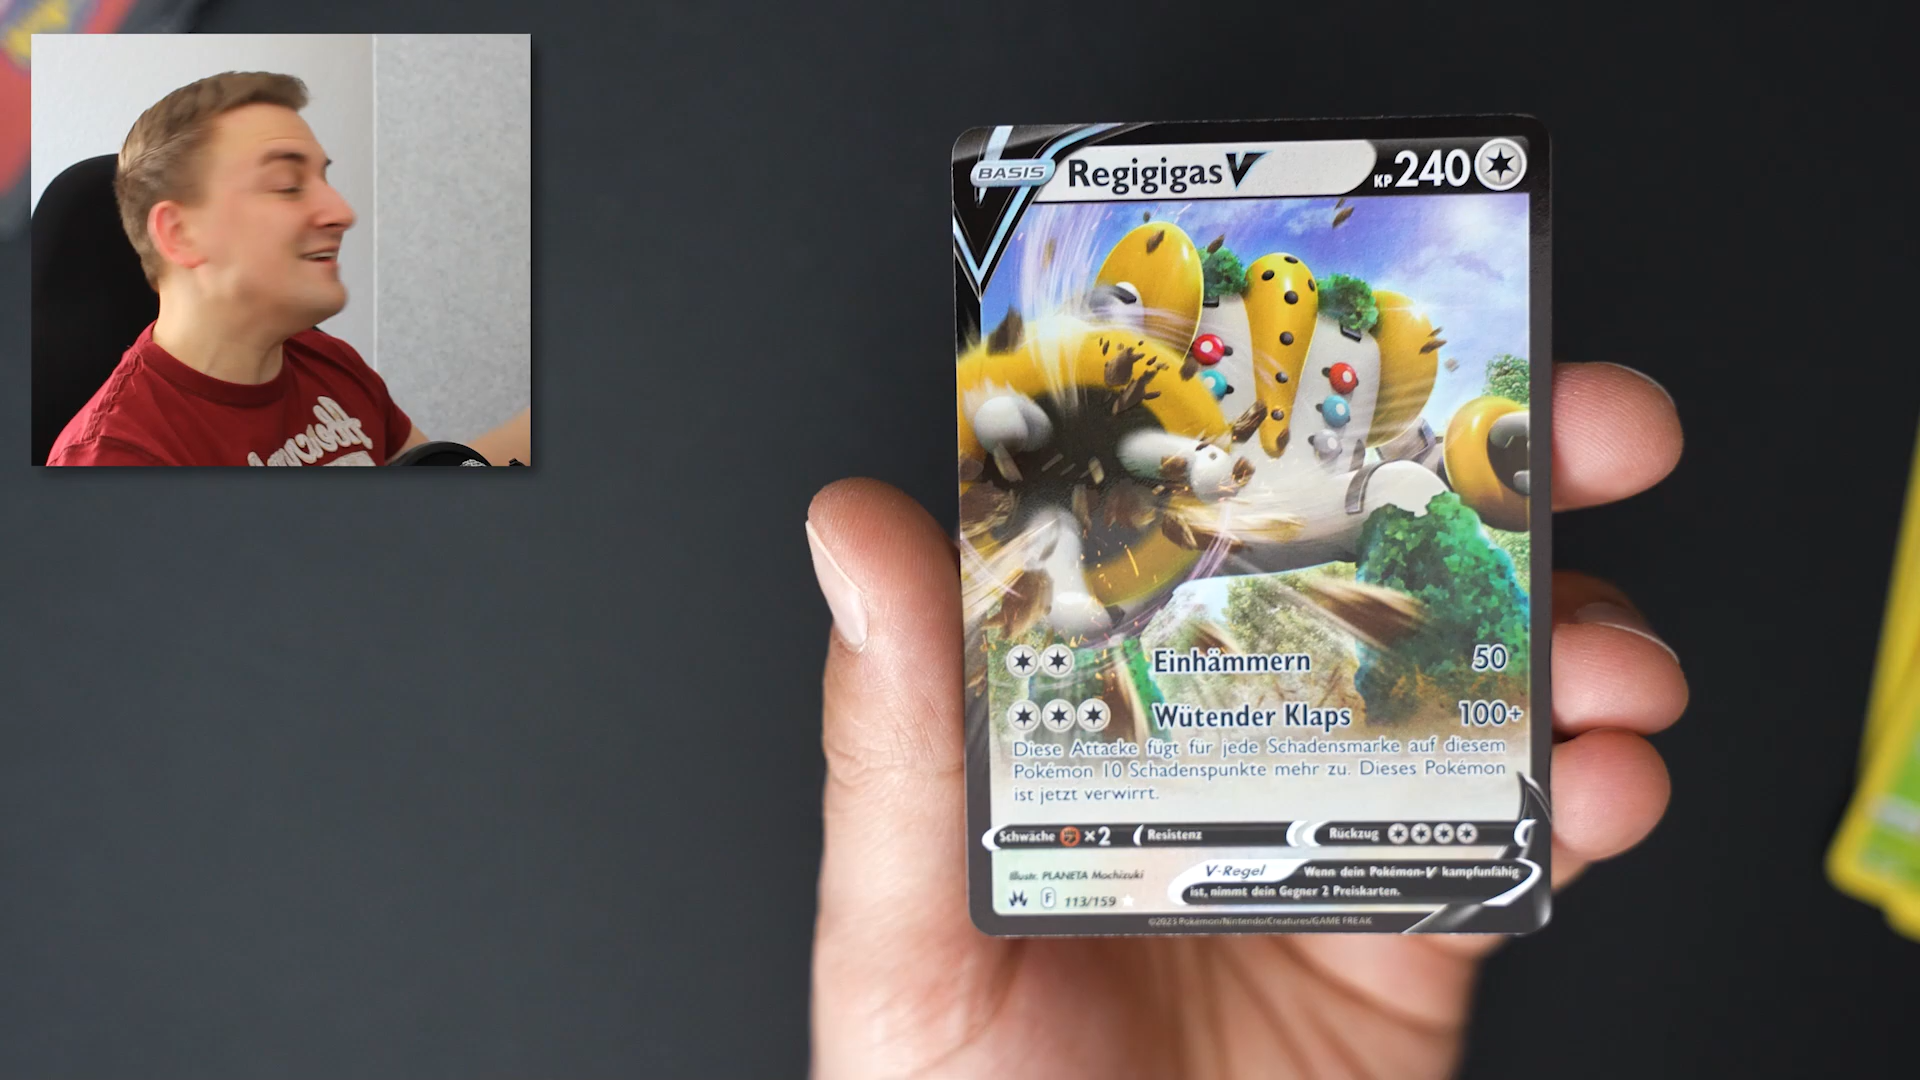 BASIS RegigigasV KP 240
Einhämmern 50
Wütender Klaps 100+
Diese Attacke fügt für jede Schadensmarke auf diesem
Pokémon 10 Schadenspunkte mehr zu. Dieses Pokémon
ist jetzt verwirrt.
Schwäche ×2 Resistenz Rückzug
Illustr. PLANETA Mochizuki
V-Regel Wenn dein Pokémon-V kampfunfähig
ist, nimmt dein Gegner 2 Preiskarten.
F 113/159
©2023 Pokémon/Nintendo/Creatures/GAME FREAK